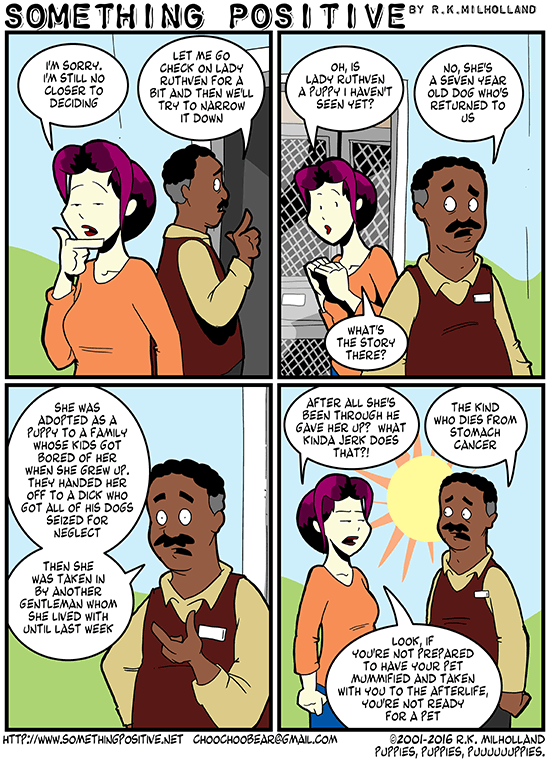 SOMETHING POSITIVE BY R.K.MILHOLLAND
I'M SORRY.
I'M STILL NO
CLOSER TO
DECIDING
LET ME GO
CHECK ON LADY
RUTHVEN FOR A
BIT AND THEN WE'LL
TRY TO NARROW
IT DOWN
OH, IS
LADY RUTHVEN
A PUPPY I HAVEN'T
SEEN YET?
NO, SHE'S
A SEVEN YEAR
OLD DOG WHO'S
RETURNED TO
US
WHAT'S
THE STORY
THERE?
SHE WAS
ADOPTED AS A
PUPPY TO A FAMILY
WHOSE KIDS GOT
BORED OF HER
WHEN SHE GREW UP.
THEY HANDED HER
OFF TO A DICK WHO
GOT ALL OF HIS DOGS
SEIZED FOR
NEGLECT
THEN SHE
WAS TAKEN IN
BY ANOTHER
GENTLEMAN WHOM
SHE LIVED WITH
UNTIL LAST WEEK
AFTER ALL SHE'S
BEEN THROUGH HE
GAVE HER UP? WHAT
KINDA JERK DOES
THAT?!
THE KIND
WHO DIES FROM
STOMACH
CANCER
LOOK, IF
YOU'RE NOT PREPARED
TO HAVE YOUR PET
MUMMIFIED AND TAKEN
WITH YOU TO THE AFTERLIFE,
YOU'RE NOT READY
FOR A PET
HTTP://WWW.SOMETHINGPOSITIVE.NET CHOOCHOOBEAR@GMAIL.COM
©2001-2016 R.K. MILHOLLAND
PUPPIES, PUPPIES, PUUUUUUPPIES.